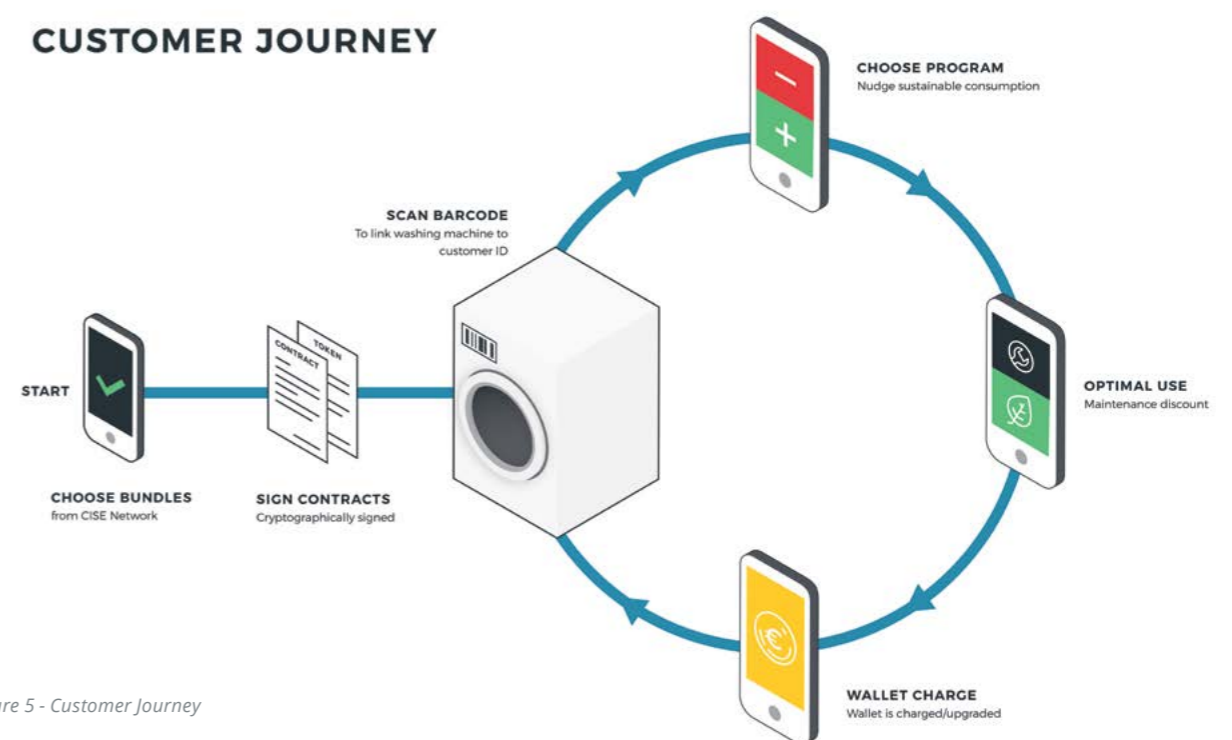 CUSTOMER JOURNEY
CHOOSE PROGRAM
Nudge sustainable consumption
SCAN BARCODE
To link washing machine to
customer ID
START
CONTRACT
TOKEN
OPTIMAL USE
Maintenance discount
CHOOSE BUNDLES
from CISE Network
SIGN CONTRACTS
Cryptographically signed
€
WALLET CHARGE
Wallet is charged/upgraded
re 5 - Customer Journey